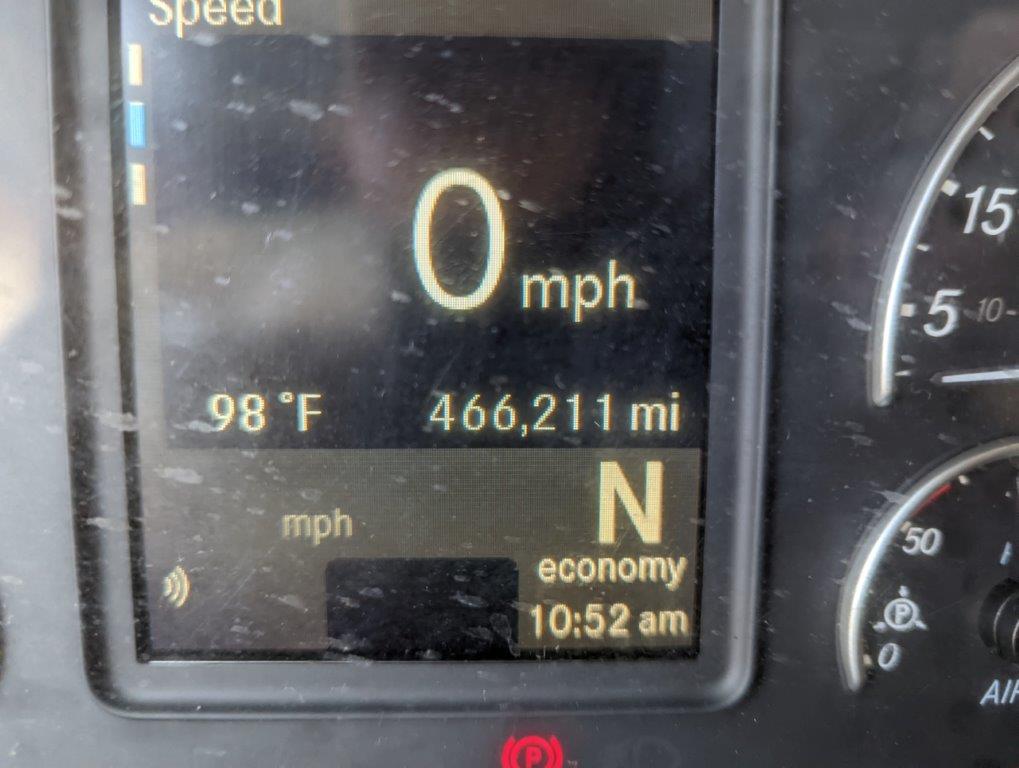 Speed
0 mph
98 °F 466,211 mi
N
mph
economy
10:52 am
15
5 10-
50
P
0
AIR
P